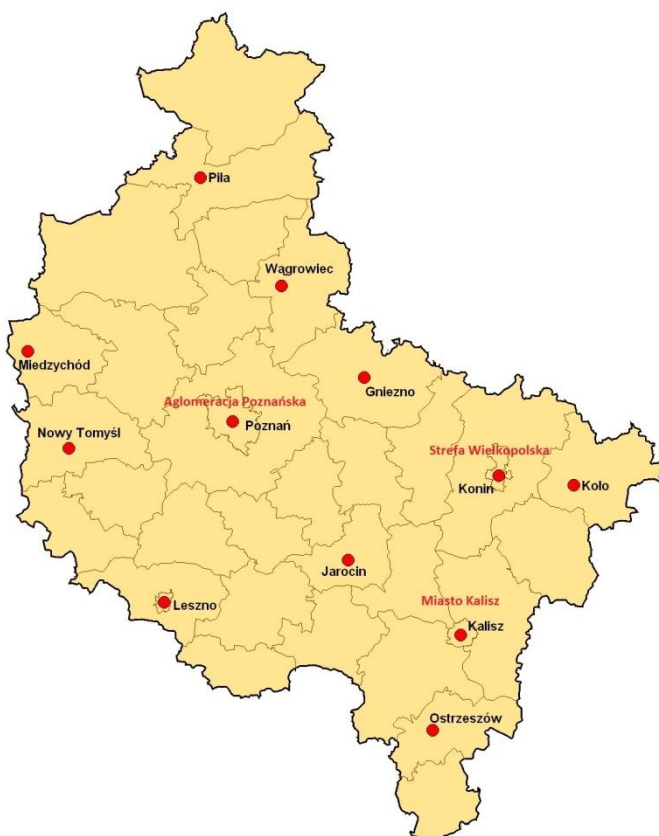 Piła
Wągrowiec
Miedzychód
Gniezno
Aglomeracja Poznańska
Poznań
Nowy Tomyśl
Strefa Wielkopolska
Konin
Koło
Jarocin
Leszno
Miasto Kalisz
Kalisz
Ostrzeszów